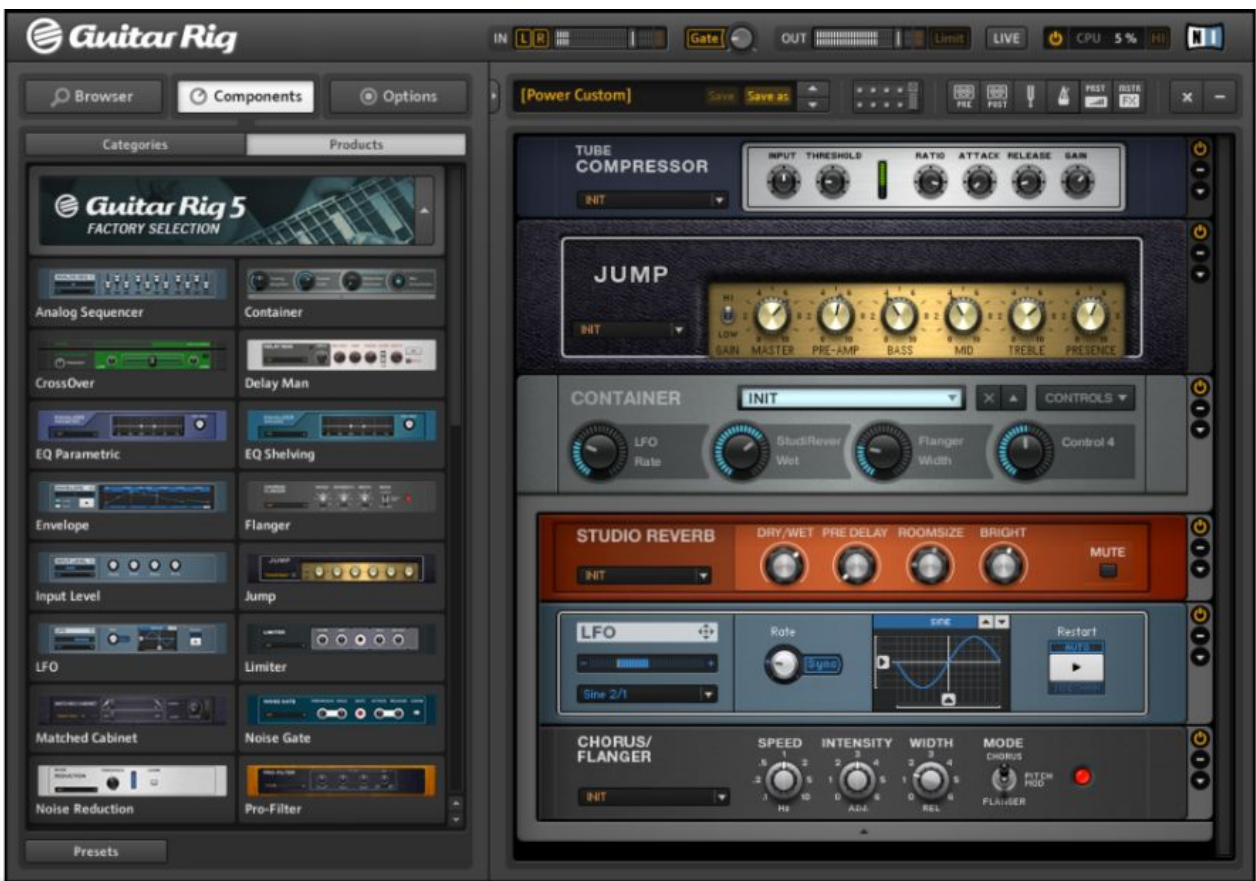 Guitar Rig
IN L R Gate OUT Limit LIVE CPU 5 % HI
Browser Components Options
Categories Products
Guitar Rig 5
FACTORY SELECTION
Analog Sequencer Container
CrossOver Delay Man
EQ Parametric EQ Shelving
Envelope Flanger
Input Level Jump
LFO Limiter
Matched Cabinet Noise Gate
Noise Reduction Pro-Filter
Presets
[Power Custom] Save Save as PRE POST PRST INSTR FX
TUBE
COMPRESSOR
INPUT THRESHOLD RATIO ATTACK RELEASE GAIN
INIT
JUMP
INIT
HI
LOW
GAIN MASTER PRE-AMP BASS MID TREBLE PRESENCE
CONTAINER INIT CONTROLS
LFO
Rate
StudiRever
Wet
Flanger
Width
Control 4
STUDIO REVERB
DRY/WET PRE DELAY ROOMSIZE BRIGHT
MUTE
INIT
LFO
Sine 2/1
Rate
Sync
SINE
Restart
AUTO
CHORUS/
FLANGER
INIT
SPEED INTENSITY WIDTH MODE
CHORUS
PITCH
MOD
FLANGER
Hz ADJ. REL